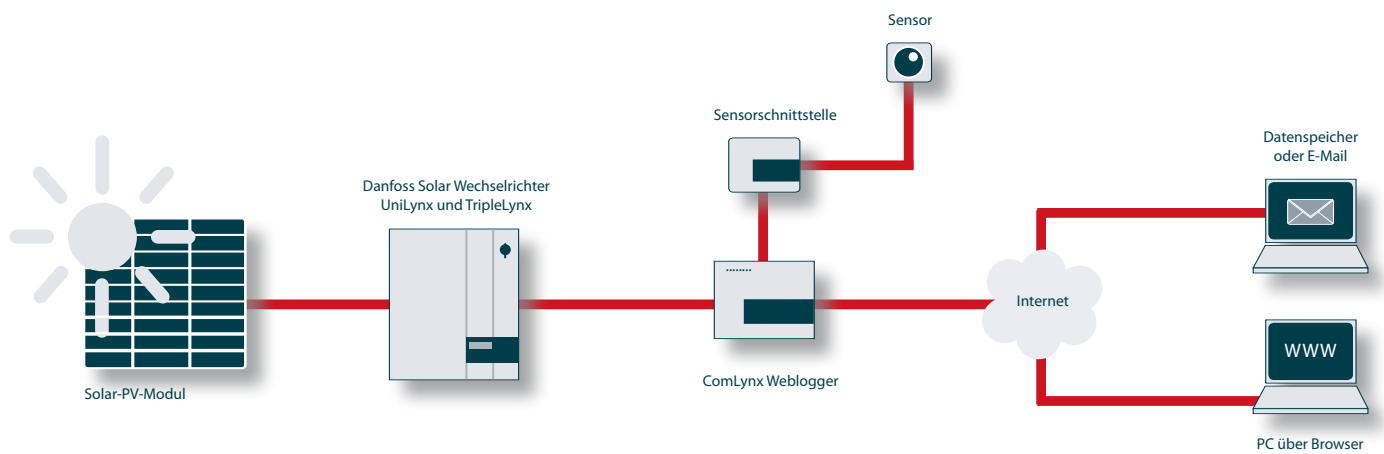 Sensor
Sensorschnittstelle
Datenspeicher
oder E-Mail
Danfoss Solar Wechselrichter
UniLynx und TripleLynx
Internet
WWW
ComLynx Weblogger
Solar-PV-Modul
PC über Browser